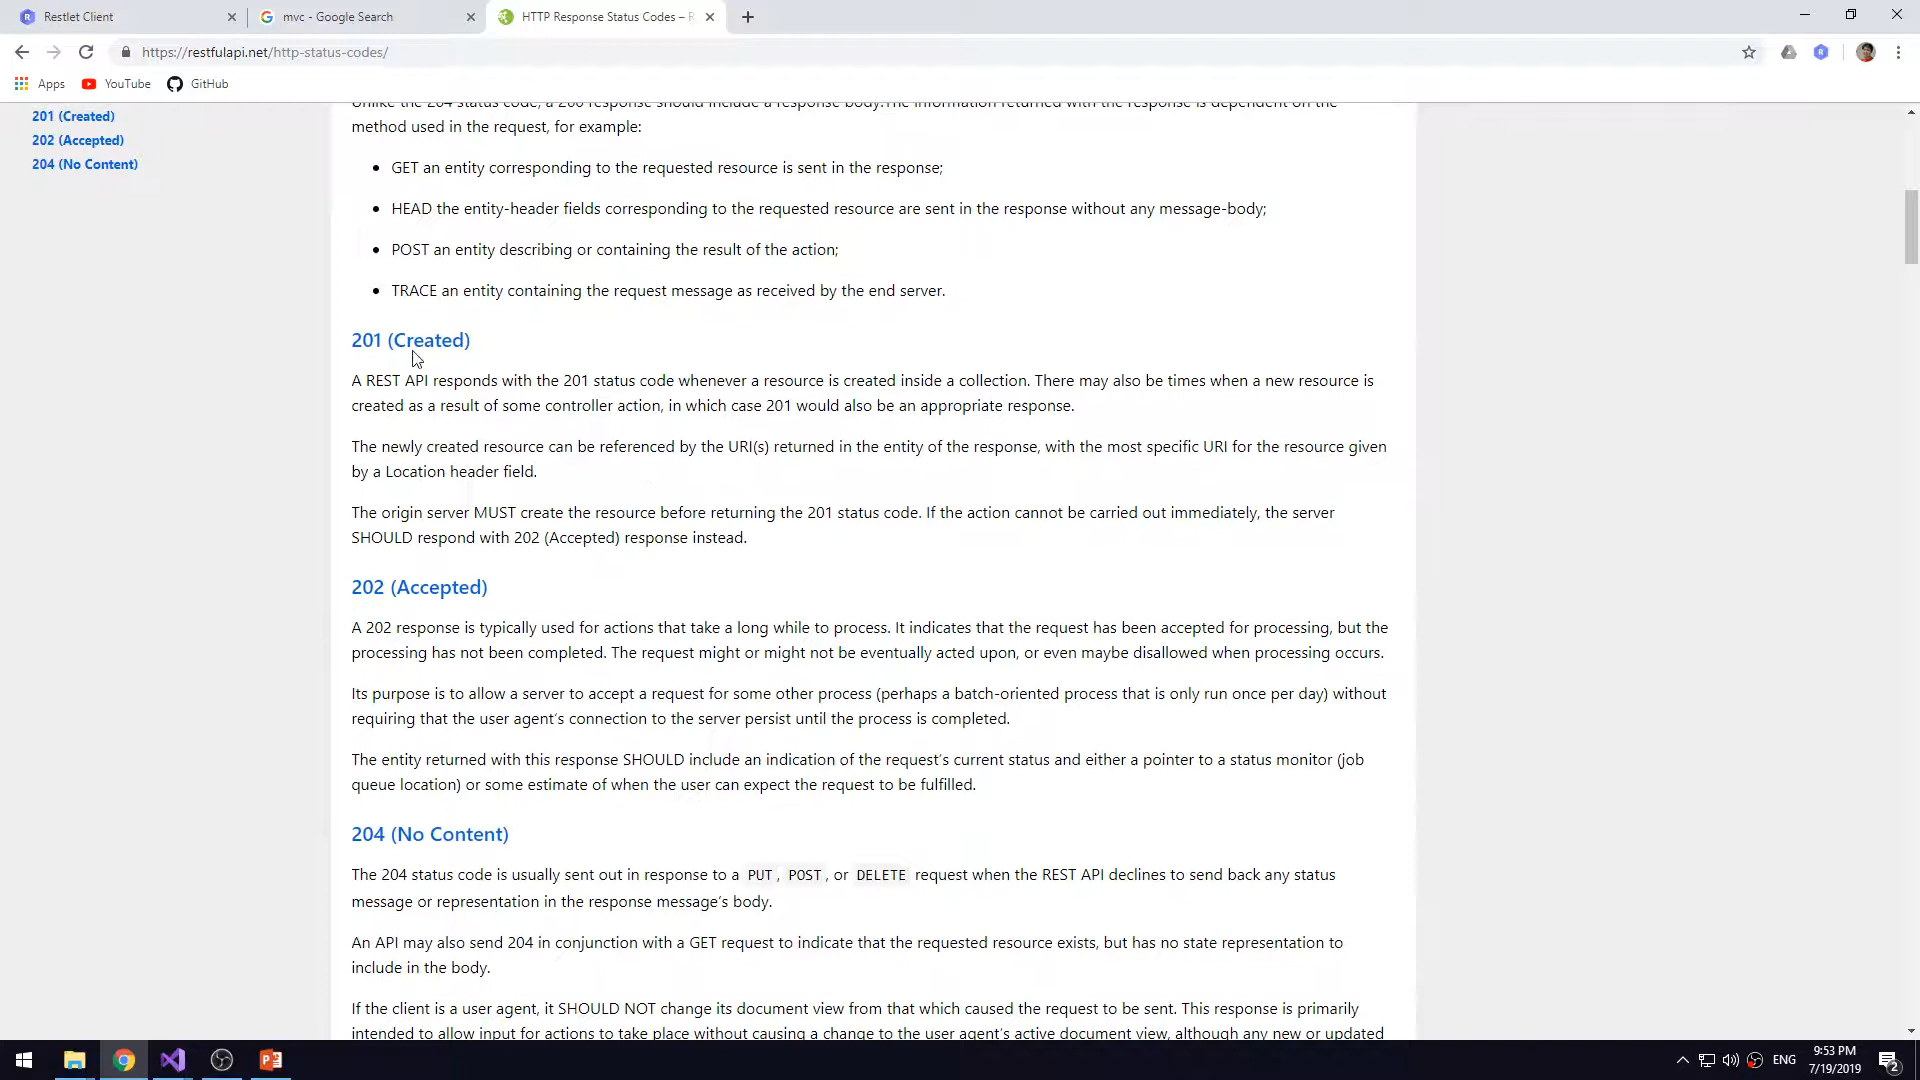 Restlet Client
mvc - Google Search
HTTP Response Status Codes – R
https://restfulapi.net/http-status-codes/
Apps
YouTube
GitHub
201 (Created)
202 (Accepted)
204 (No Content)
Unlike the 204 status code, a 200 response should include a response body.The information returned with the response is dependent on the
method used in the request, for example:
• GET an entity corresponding to the requested resource is sent in the response;
• HEAD the entity-header fields corresponding to the requested resource are sent in the response without any message-body;
• POST an entity describing or containing the result of the action;
• TRACE an entity containing the request message as received by the end server.
201 (Created)
A REST API responds with the 201 status code whenever a resource is created inside a collection. There may also be times when a new resource is
created as a result of some controller action, in which case 201 would also be an appropriate response.
The newly created resource can be referenced by the URI(s) returned in the entity of the response, with the most specific URI for the resource given
by a Location header field.
The origin server MUST create the resource before returning the 201 status code. If the action cannot be carried out immediately, the server
SHOULD respond with 202 (Accepted) response instead.
202 (Accepted)
A 202 response is typically used for actions that take a long while to process. It indicates that the request has been accepted for processing, but the
processing has not been completed. The request might or might not be eventually acted upon, or even maybe disallowed when processing occurs.
Its purpose is to allow a server to accept a request for some other process (perhaps a batch-oriented process that is only run once per day) without
requiring that the user agent’s connection to the server persist until the process is completed.
The entity returned with this response SHOULD include an indication of the request’s current status and either a pointer to a status monitor (job
queue location) or some estimate of when the user can expect the request to be fulfilled.
204 (No Content)
The 204 status code is usually sent out in response to a PUT, POST, or DELETE request when the REST API declines to send back any status
message or representation in the response message’s body.
An API may also send 204 in conjunction with a GET request to indicate that the requested resource exists, but has no state representation to
include in the body.
If the client is a user agent, it SHOULD NOT change its document view from that which caused the request to be sent. This response is primarily
intended to allow input for actions to take place without causing a change to the user agent’s active document view, although any new or updated
ENG
9:53 PM
7/19/2019
2